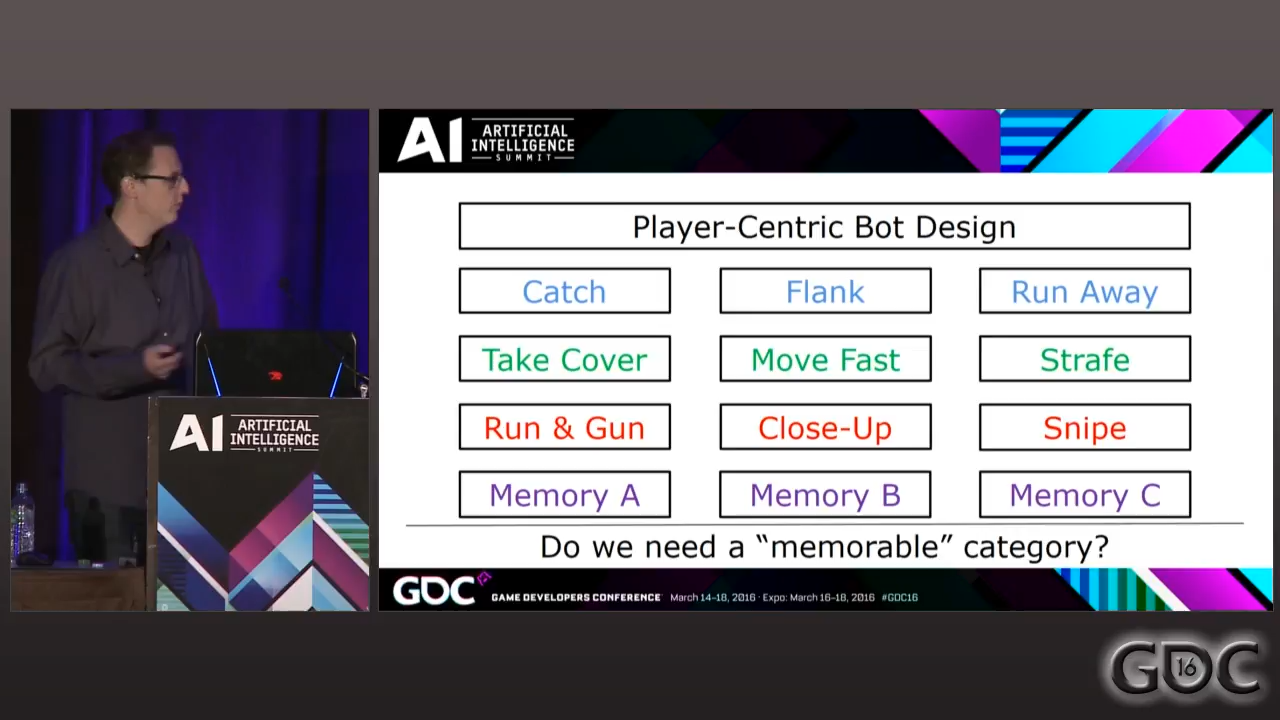 AI ARTIFICIAL
INTELLIGENCE
SUMMIT
Player-Centric Bot Design
Catch Flank Run Away
Take Cover Move Fast Strafe
Run & Gun Close-Up Snipe
Memory A Memory B Memory C
Do we need a “memorable” category?
GDC GAME DEVELOPERS CONFERENCE March 14-18, 2016 · Expo: March 16-18, 2016 #GDC16
AI ARTIFICIAL
INTELLIGENCE
SUMMIT
GDC 16